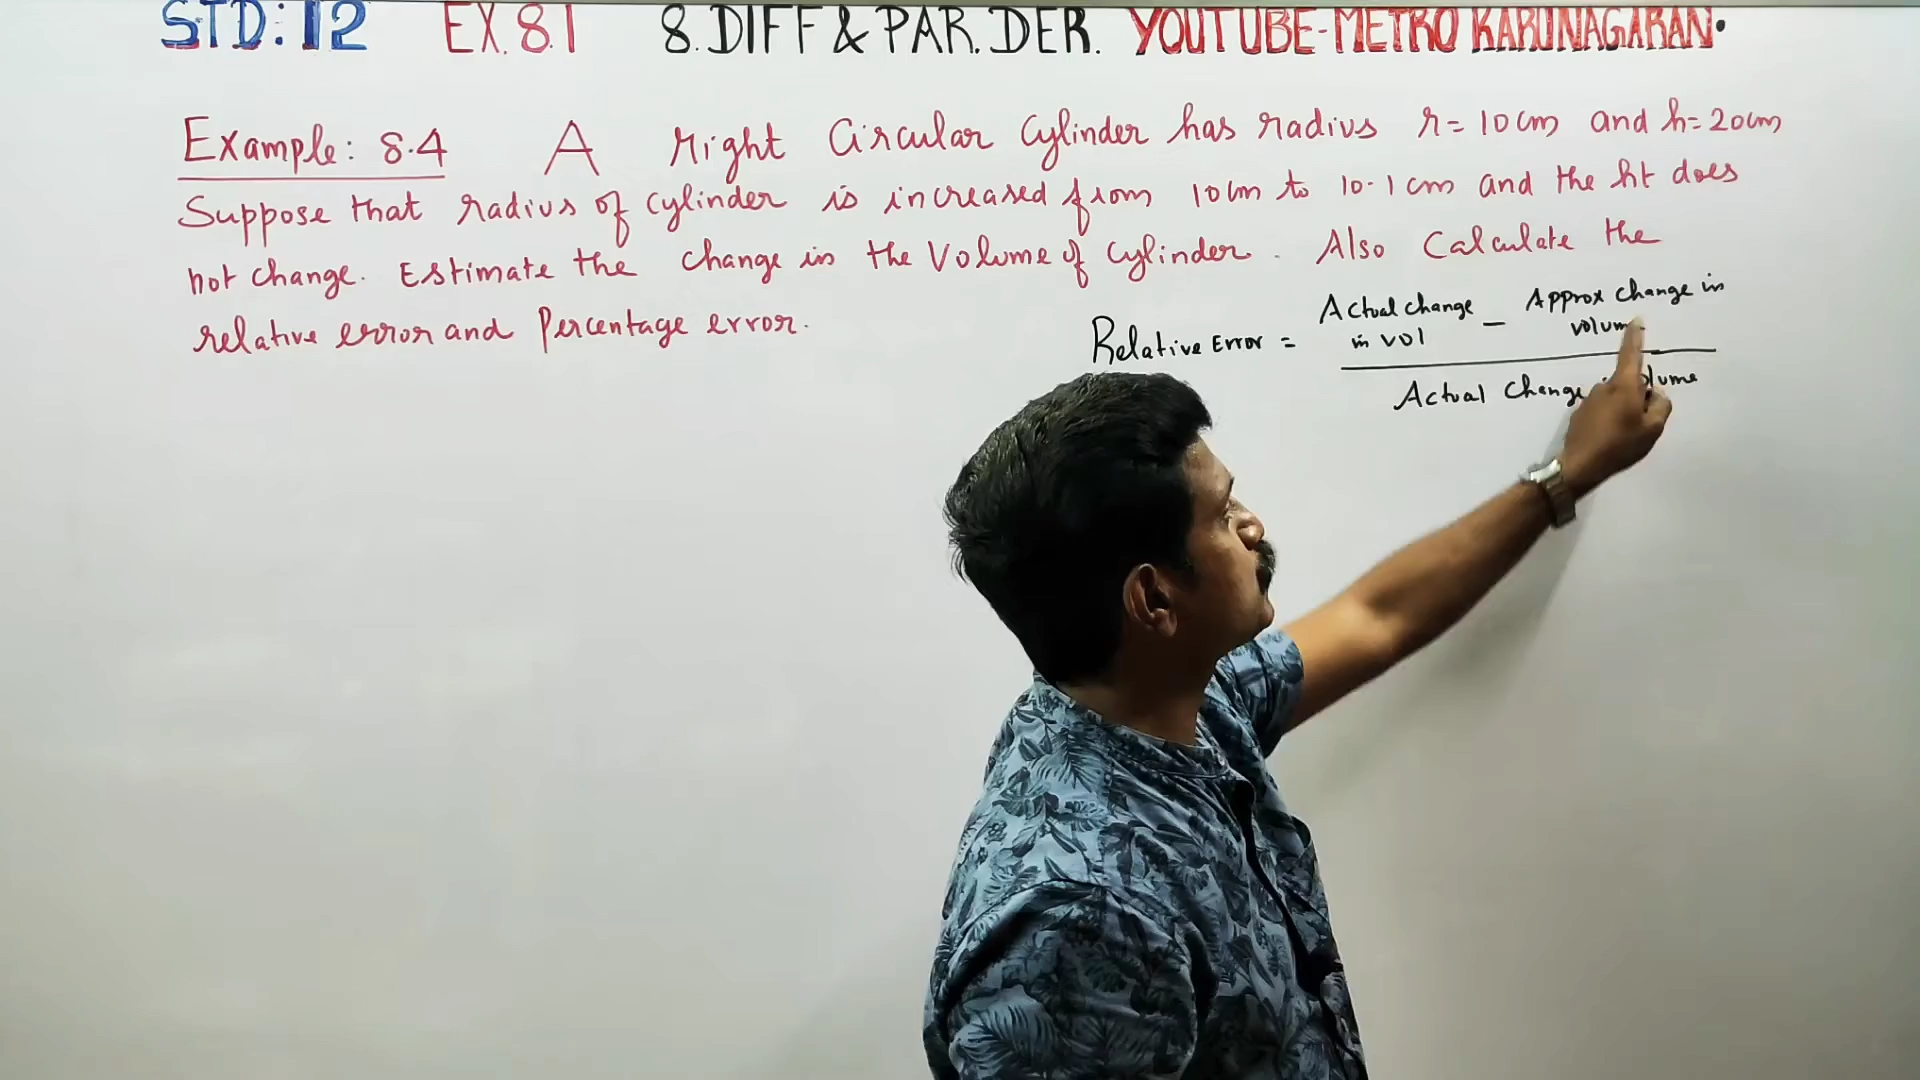 STD: 12 EX. 8.1 8. DIFF & PAR. DER. YOUTUBE-METRO KARUNAGARAN.
Example: 8.4 A right Circular Cylinder has radius r= 10cm and h= 20cm
Suppose that radius of cylinder is increased from 10cm to 10.1cm and the ht does
not change. Estimate the change in the Volume of cylinder. Also Calculate the
relative error and Percentage error.
Relative Error = Actual change in vol - Approx change in
Actual Change